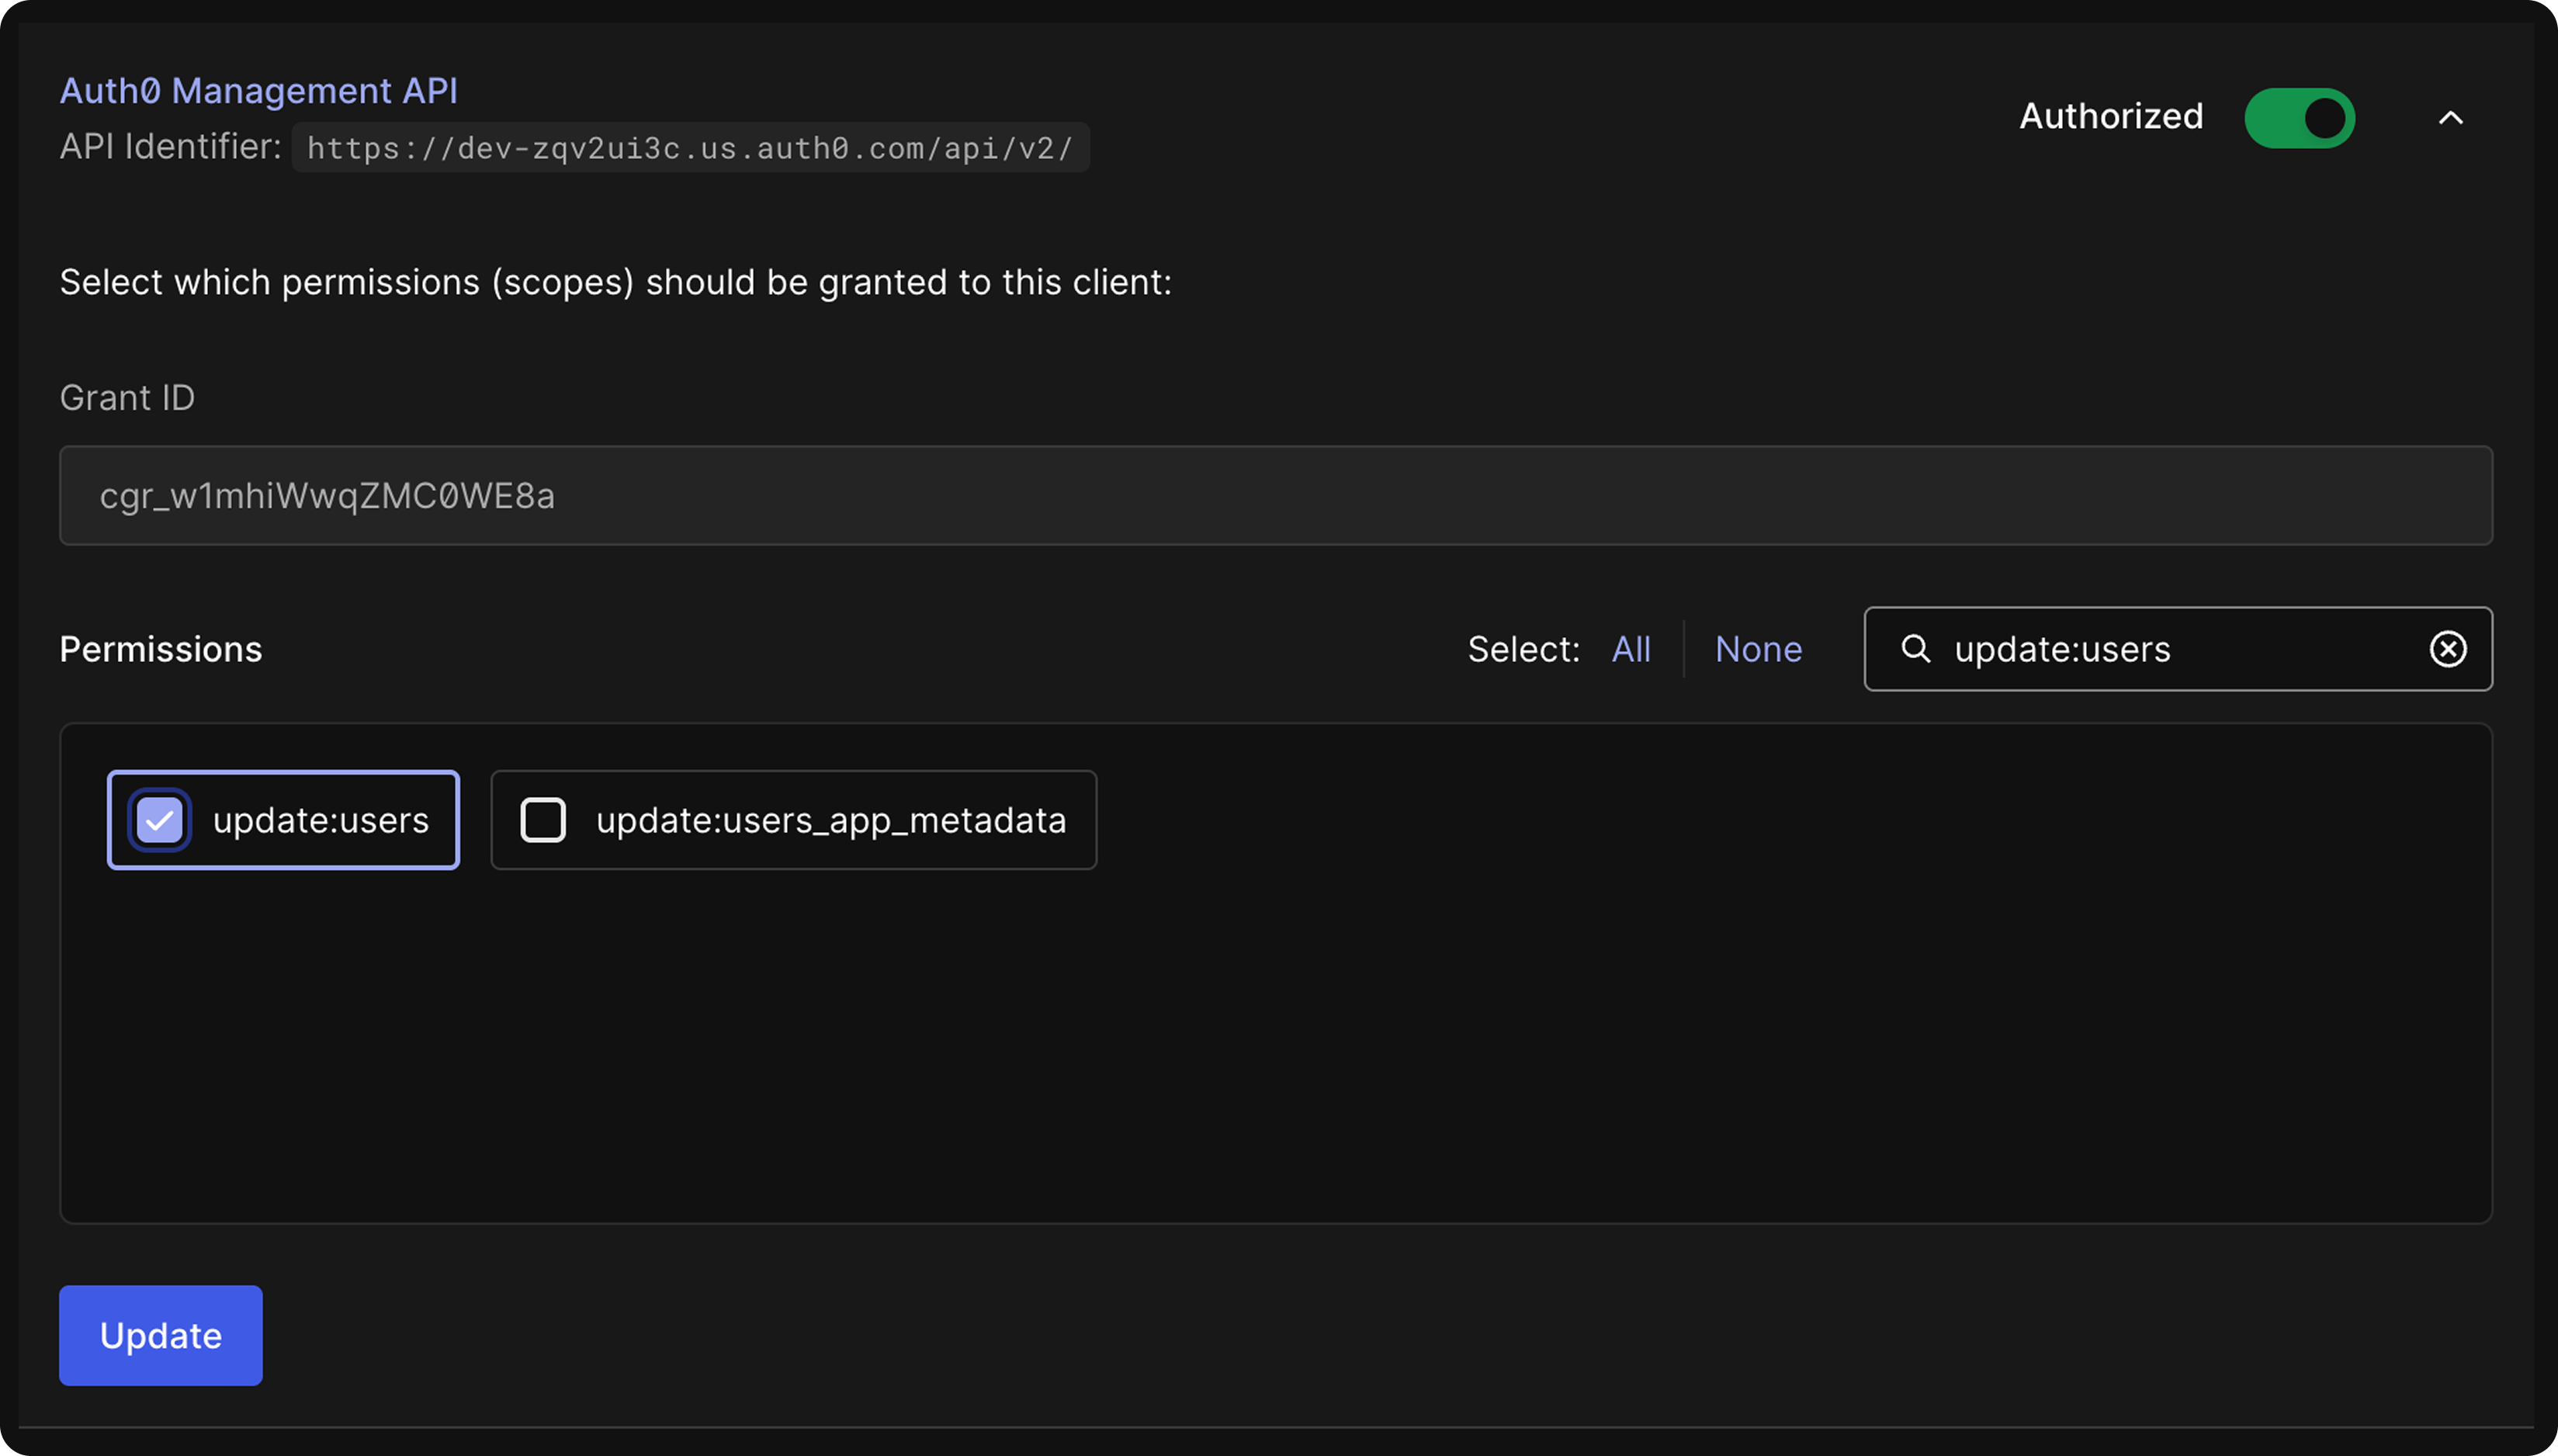 Auth0 Management API
API Identifier: https://dev-zqv2ui3c.us.auth0.com/api/v2/
Authorized
Select which permissions (scopes) should be granted to this client:
Grant ID
cgr_w1mhiWwqZMC0WE8a
Permissions
Select: All None
update:users
update:users
update:users_app_metadata
Update